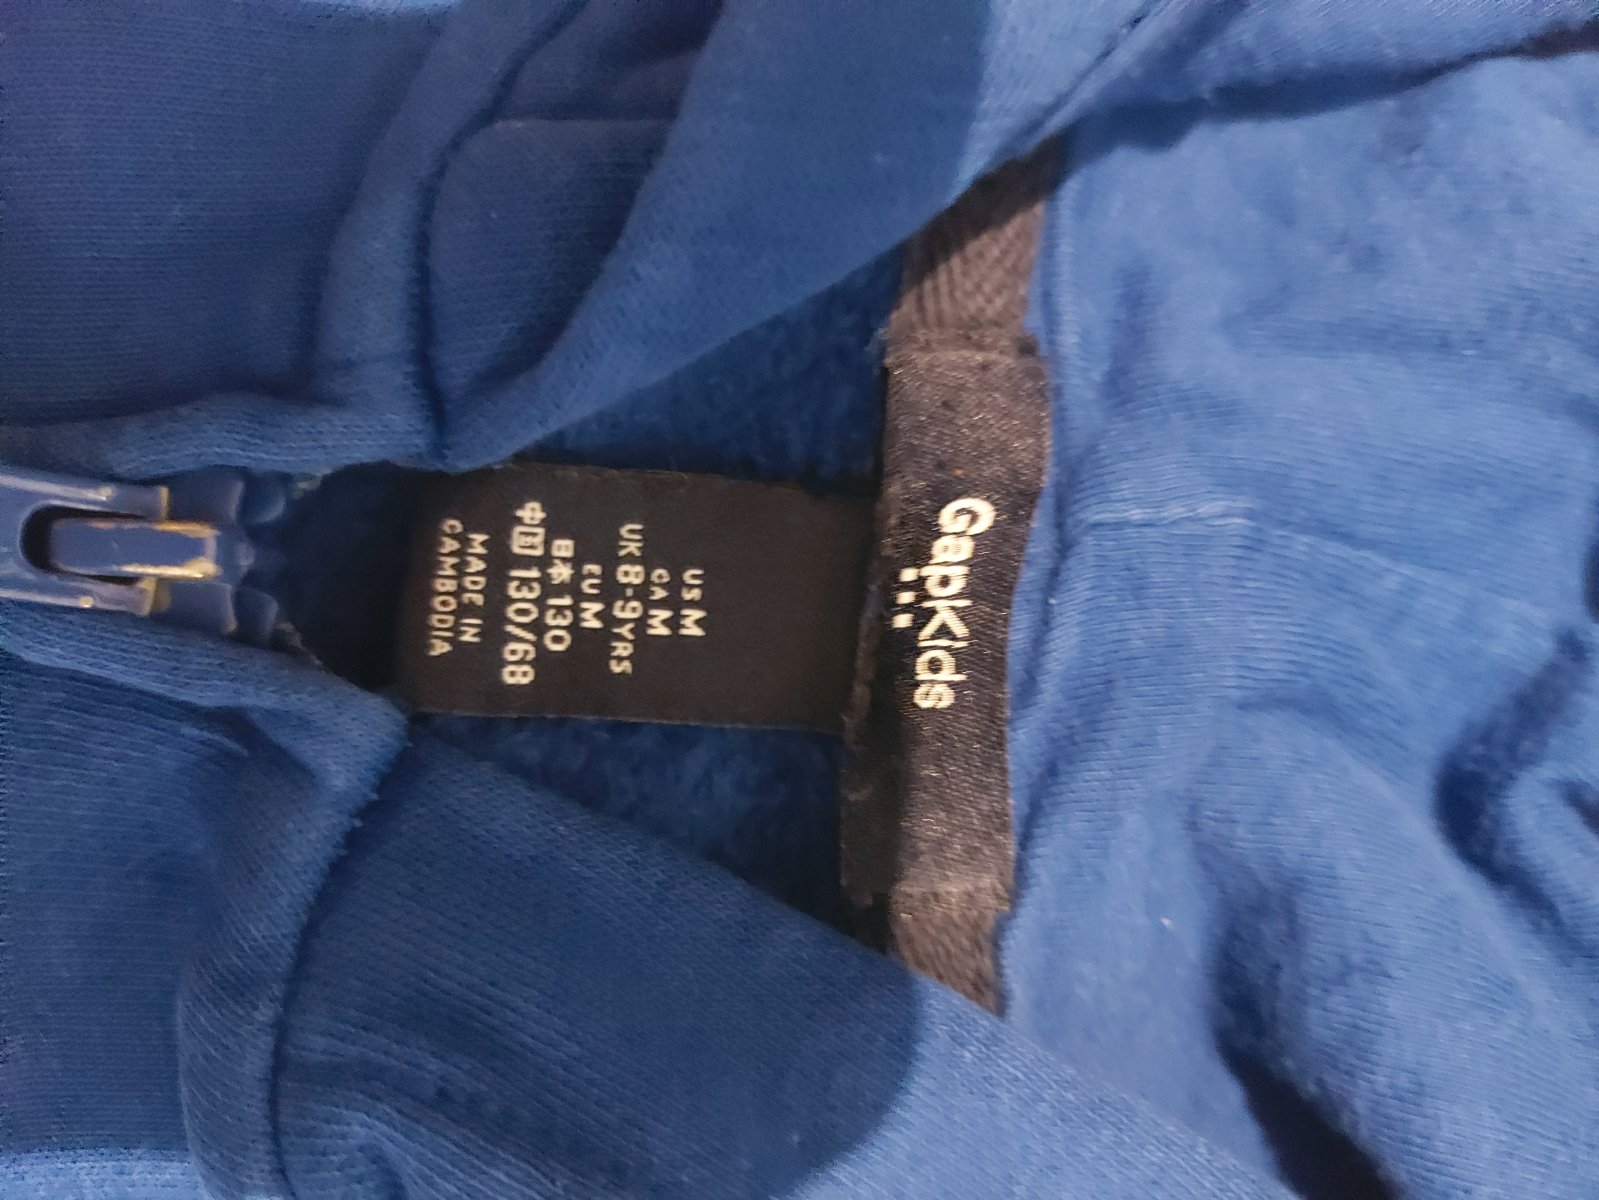 GapKids
US M
CA M
UK 8-9YRS
EU M
日本 130
中国 130/68
MADE IN
CAMBODIA